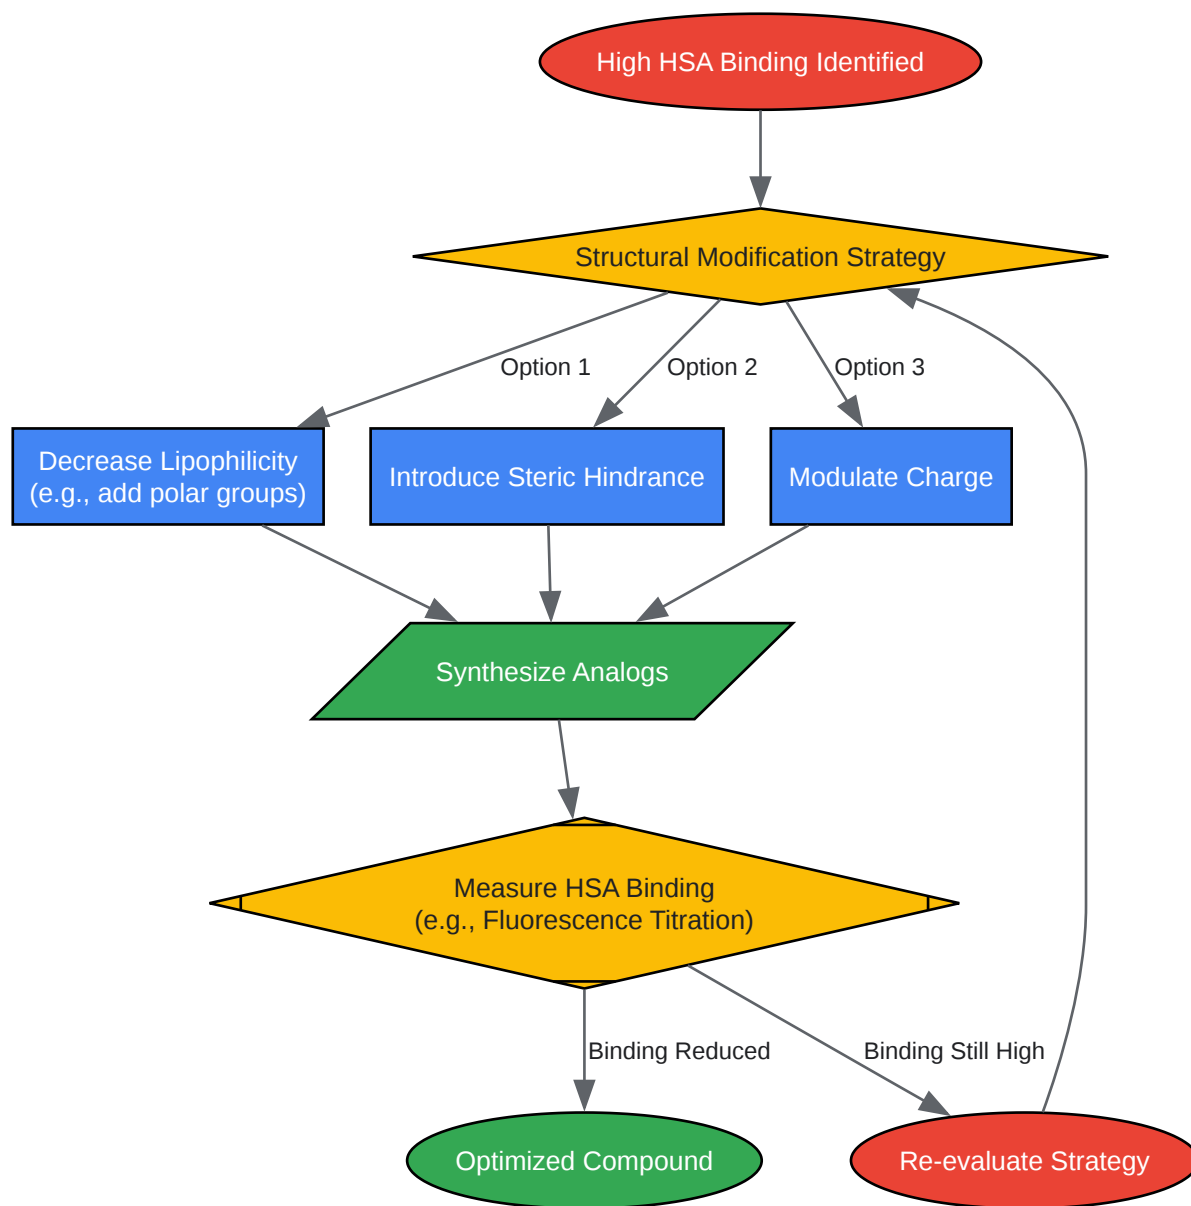 High HSA Binding Identified
Structural Modification Strategy
Option 1
Option 2
Option 3
Decrease Lipophilicity
(e.g., add polar groups)
Introduce Steric Hindrance
Modulate Charge
Synthesize Analogs
Measure HSA Binding
(e.g., Fluorescence Titration)
Binding Reduced
Binding Still High
Optimized Compound
Re-evaluate Strategy